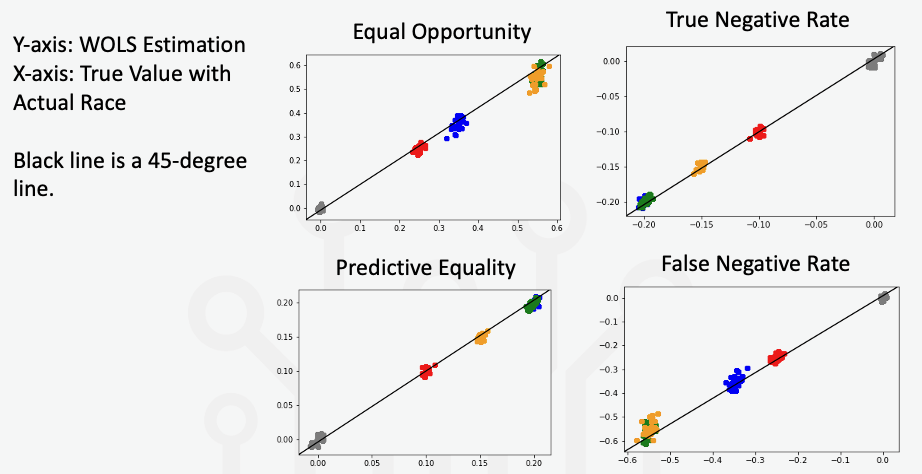 Y-axis: WOLS Estimation
X-axis: True Value with
Actual Race
Black line is a 45-degree
line.
Equal Opportunity
0.6
0.5
0.4
0.3
0.2
0.1
0.0
0.0 0.1 0.2 0.3 0.4 0.5 0.6
True Negative Rate
0.00
−0.05
−0.10
−0.15
−0.20
−0.20 −0.15 −0.10 −0.05 0.00
Predictive Equality
0.20
0.15
0.10
0.05
0.00
0.00 0.05 0.10 0.15 0.20
False Negative Rate
0.0
−0.1
−0.2
−0.3
−0.4
−0.5
−0.6
−0.6 −0.5 −0.4 −0.3 −0.2 −0.1 0.0